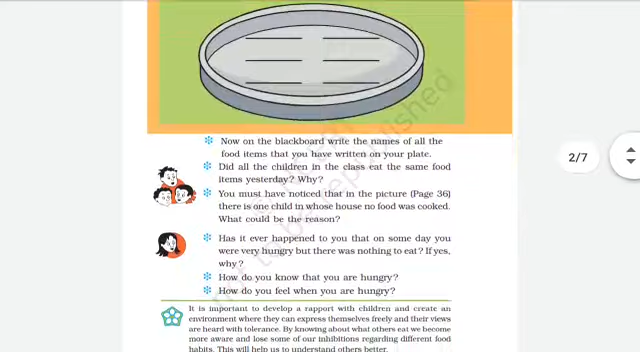 Now on the blackboard write the names of all the
food items that you have written on your plate.
Did all the children in the class eat the same food
items yesterday? Why?
You must have noticed that in the picture (Page 36)
there is one child in whose house no food was cooked.
What could be the reason?
Has it ever happened to you that on some day you
were very hungry but there was nothing to eat? If yes,
why?
How do you know that you are hungry?
How do you feel when you are hungry?
It is important to develop a rapport with children and create an
environment where they can express themselves freely and their views
are heard with tolerance. By knowing about what others eat we become
more aware and lose some of our inhibitions regarding different food
habits. This will help us to understand others better.
2/7